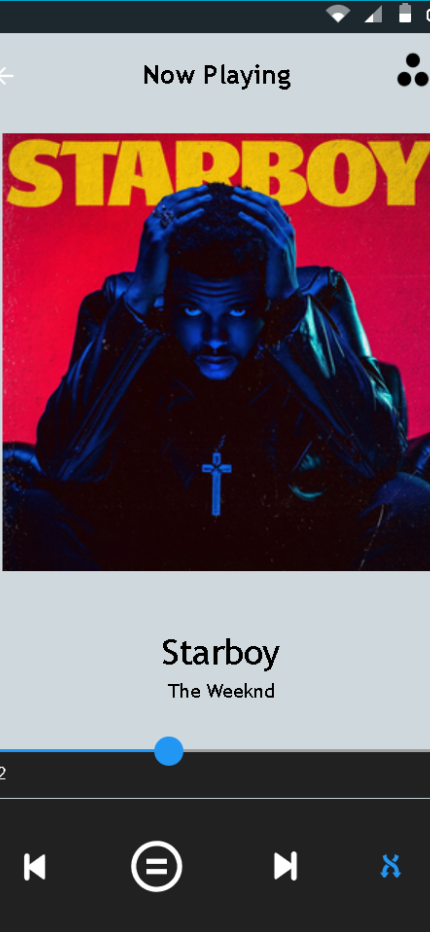 Now Playing
STARBOY
Starboy
The Weeknd
2